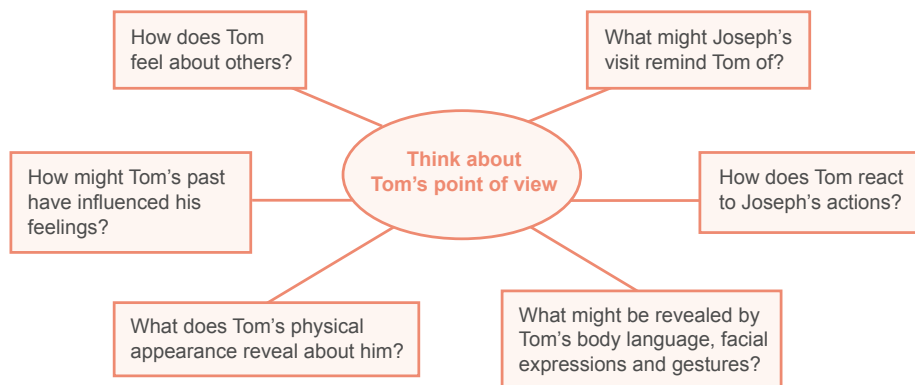 How does Tom
feel about others?
What might Joseph’s
visit remind Tom of?
Think about
Tom’s point of view
How might Tom’s past
have influenced his
feelings?
How does Tom react
to Joseph’s actions?
What does Tom’s physical
appearance reveal about him?
What might be revealed by
Tom’s body language, facial
expressions and gestures?